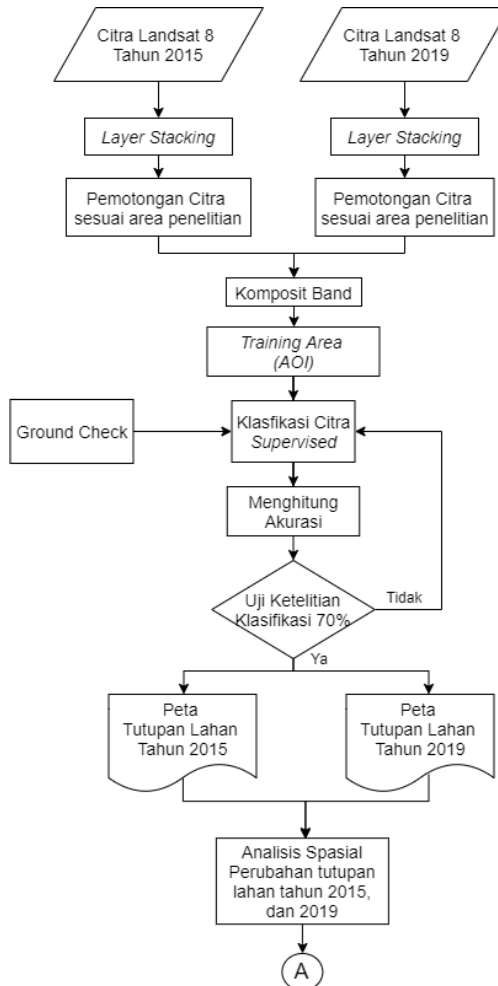 Citra Landsat 8
Tahun 2015
Citra Landsat 8
Tahun 2019
Layer Stacking
Layer Stacking
Pemotongan Citra
sesuai area penelitian
Pemotongan Citra
sesuai area penelitian
Komposit Band
Training Area
(AOI)
Ground Check
Klasfikasi Citra
Supervised
Menghitung
Akurasi
Uji Ketelitian
Klasifikasi 70%
Tidak
Ya
Peta
Tutupan Lahan
Tahun 2015
Peta
Tutupan Lahan
Tahun 2019
Analisis Spasial
Perubahan tutupan
lahan tahun 2015,
dan 2019
A